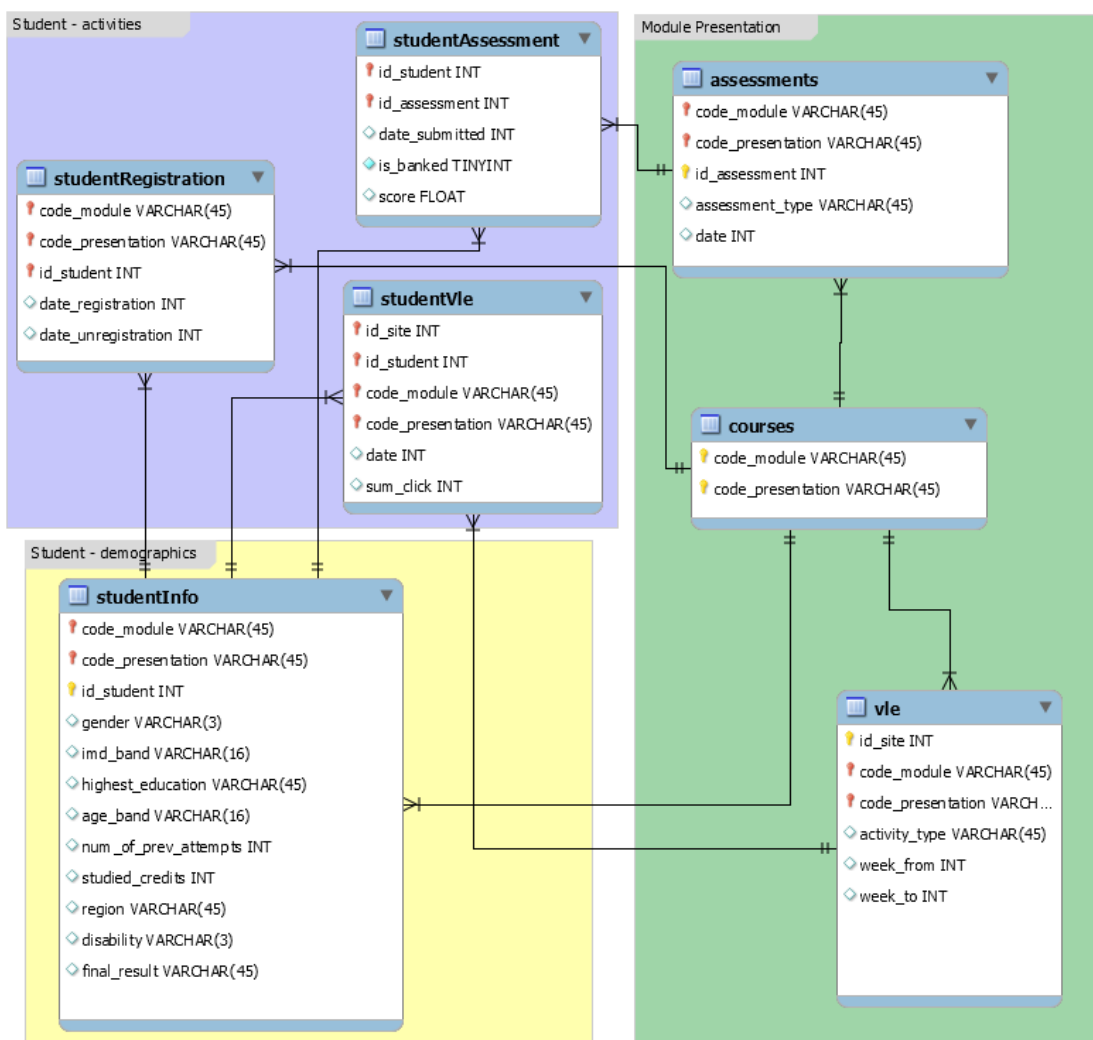 Student - activities
studentAssessment
id_student INT
id_assessment INT
date_submitted INT
is_banked TINYINT
score FLOAT
studentRegistration
code_module VARCHAR(45)
code_presentation VARCHAR(45)
id_student INT
date_registration INT
date_unregistration INT
studentVle
id_site INT
id_student INT
code_module VARCHAR(45)
code_presentation VARCHAR(45)
date INT
sum_click INT
Student - demographics
studentInfo
code_module VARCHAR(45)
code_presentation VARCHAR(45)
id_student INT
gender VARCHAR(3)
imd_band VARCHAR(16)
highest_education VARCHAR(45)
age_band VARCHAR(16)
num_of_prev_attempts INT
studied_credits INT
region VARCHAR(45)
disability VARCHAR(3)
final_result VARCHAR(45)
Module Presentation
assessments
code_module VARCHAR(45)
code_presentation VARCHAR(45)
id_assessment INT
assessment_type VARCHAR(45)
date INT
courses
code_module VARCHAR(45)
code_presentation VARCHAR(45)
vle
id_site INT
code_module VARCHAR(45)
code_presentation VARCH...
activity_type VARCHAR(45)
week_from INT
week_to INT